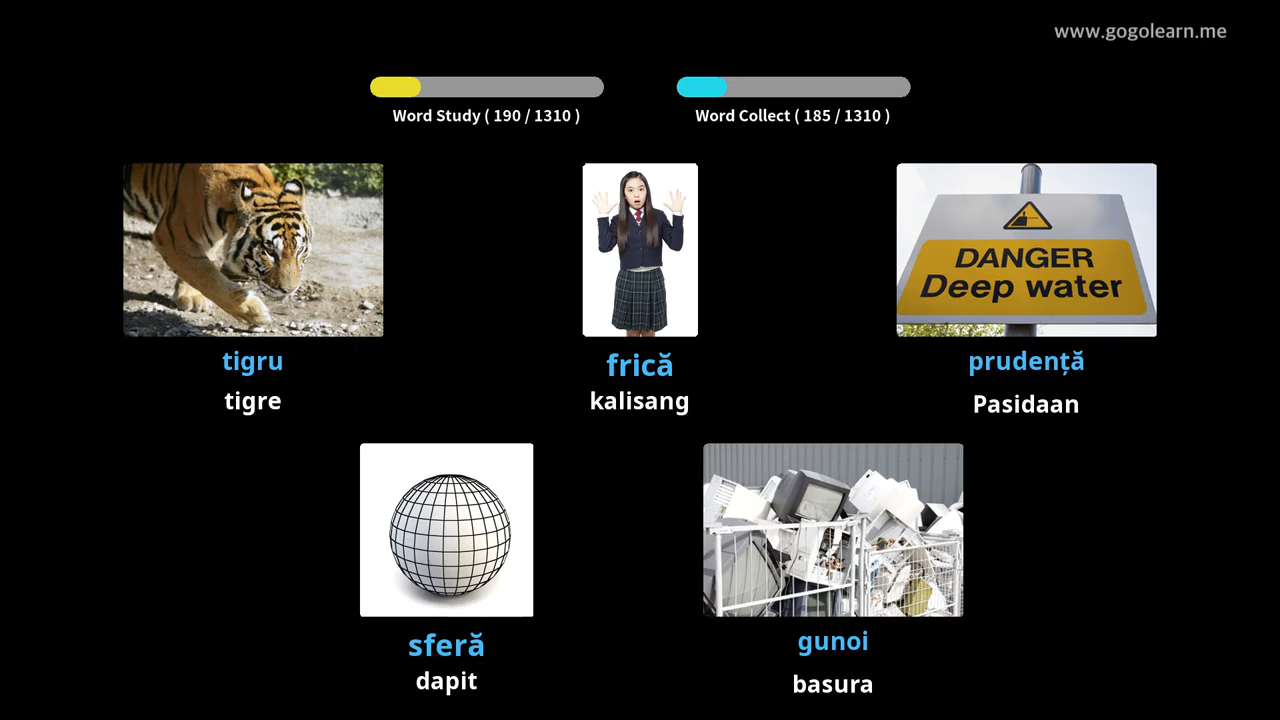 www.gogolearn.me
Word Study ( 190 / 1310 )
Word Collect ( 185 / 1310 )
DANGER
Deep water
tigru
frică
prudență
tigre
kalisang
Pasidaan
sferă
gunoi
dapit
basura